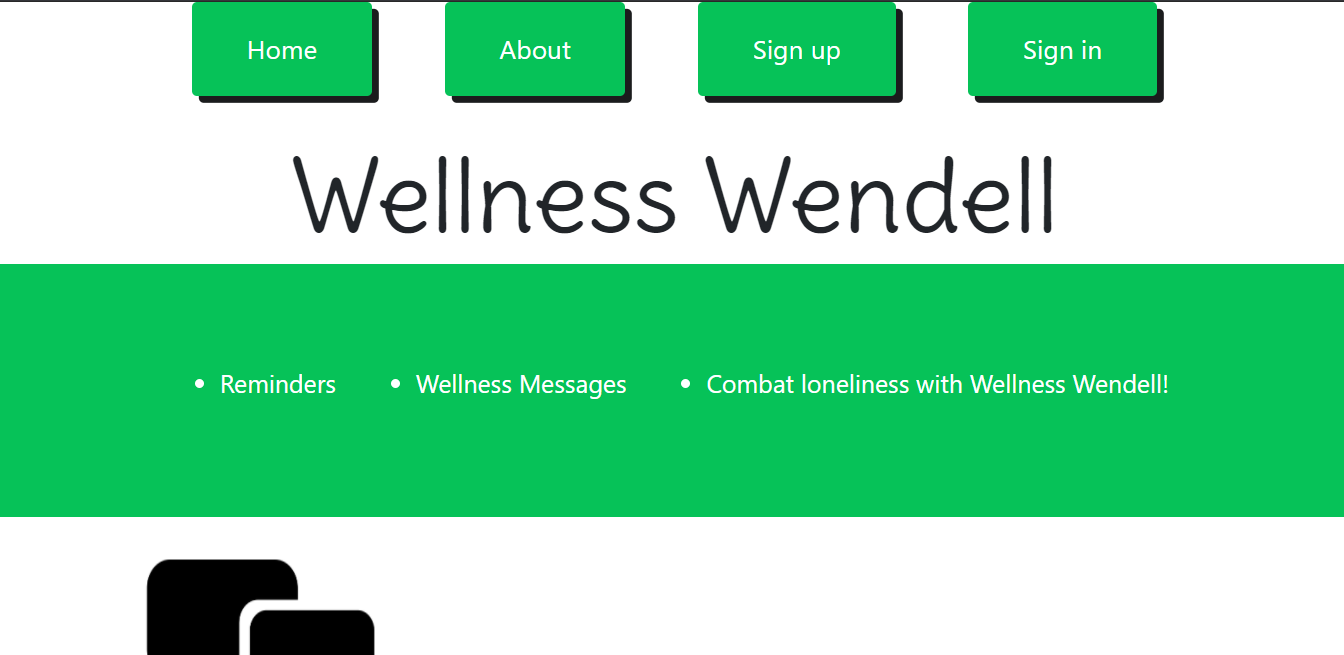 Home About Sign up Sign in
Wellness Wendell
• Reminders • Wellness Messages • Combat loneliness with Wellness Wendell!